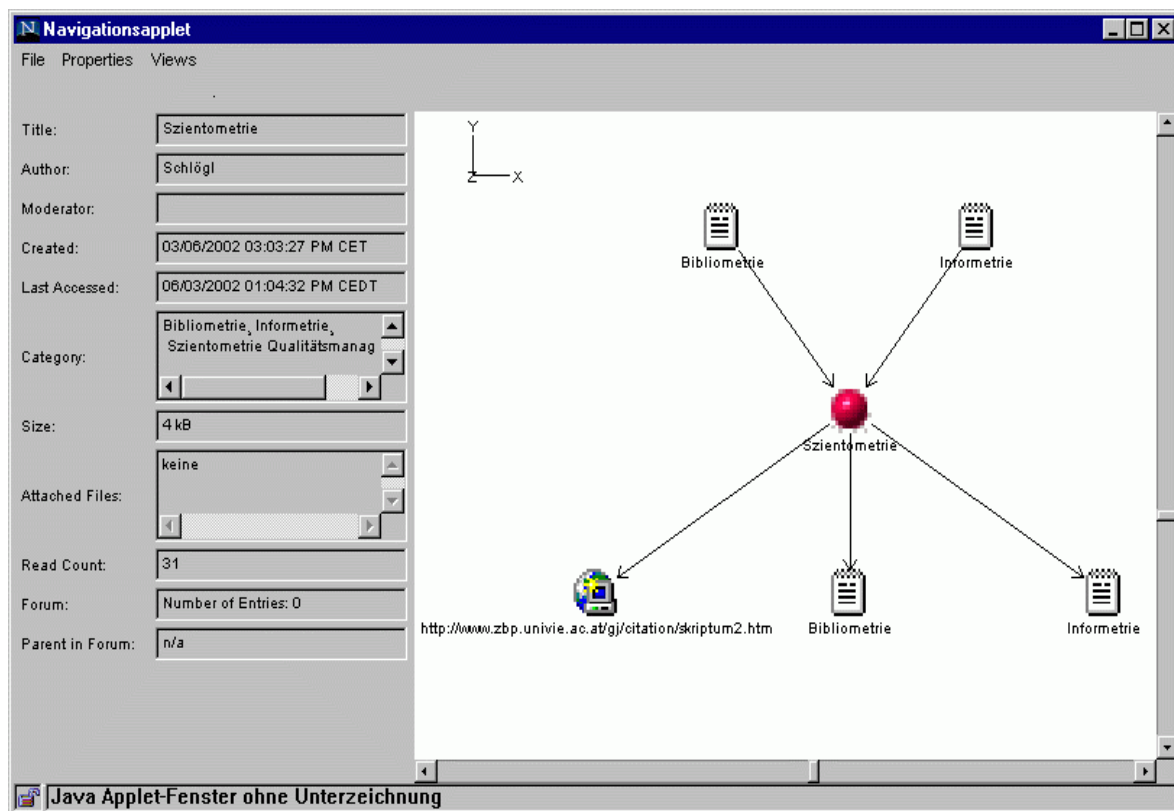 Navigationsapplet
File Properties Views
Title: Szientometrie
Author: Schlögl
Moderator:
Created: 03/06/2002 03:03:27 PM CET
Last Accessed: 06/03/2002 01:04:32 PM CEDT
Category: Bibliometrie, Informetrie,
Szientometrie Qualitätsmanag
Size: 4 kB
Attached Files: keine
Read Count: 31
Forum: Number of Entries: 0
Parent in Forum: n/a
Y
Z X
Bibliometrie Informetrie
Szientometrie
http://www.zbp.univie.ac.at/gj/citation/skriptum2.htm Bibliometrie Informetrie
Java Applet-Fenster ohne Unterzeichnung